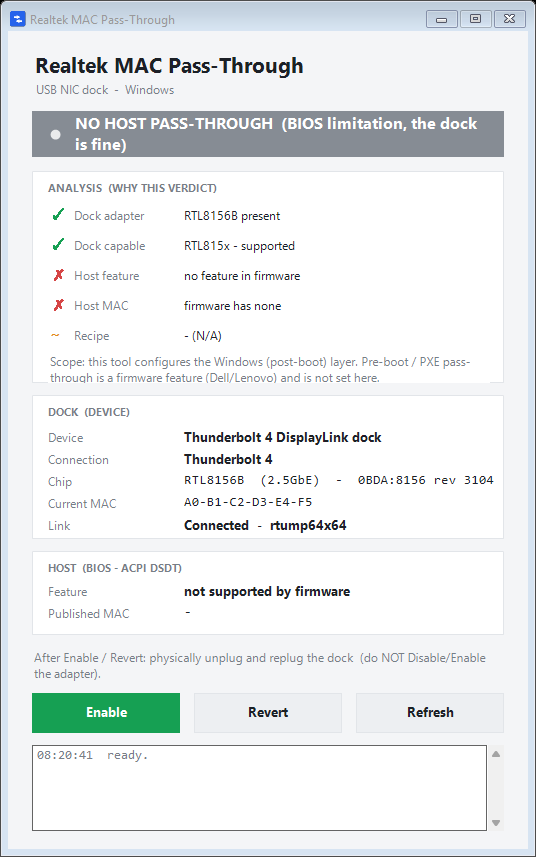 Realtek MAC Pass-Through
Realtek MAC Pass-Through
USB NIC dock - Windows
NO HOST PASS-THROUGH (BIOS limitation, the dock
is fine)
ANALYSIS (WHY THIS VERDICT)
✓ Dock adapter RTL8156B present
✓ Dock capable RTL815x - supported
✗ Host feature no feature in firmware
✗ Host MAC firmware has none
~ Recipe - (N/A)
Scope: this tool configures the Windows (post-boot) layer. Pre-boot / PXE pass-
through is a firmware feature (Dell/Lenovo) and is not set here.
DOCK (DEVICE)
Device Thunderbolt 4 DisplayLink dock
Connection Thunderbolt 4
Chip RTL8156B (2.5GbE) - 0BDA:8156 rev 3104
Current MAC A0-B1-C2-D3-E4-F5
Link Connected - rtump64x64
HOST (BIOS - ACPI DSDT)
Feature not supported by firmware
Published MAC -
After Enable / Revert: physically unplug and replug the dock (do NOT Disable/Enable
the adapter).
Enable Revert Refresh
08:20:41 ready.